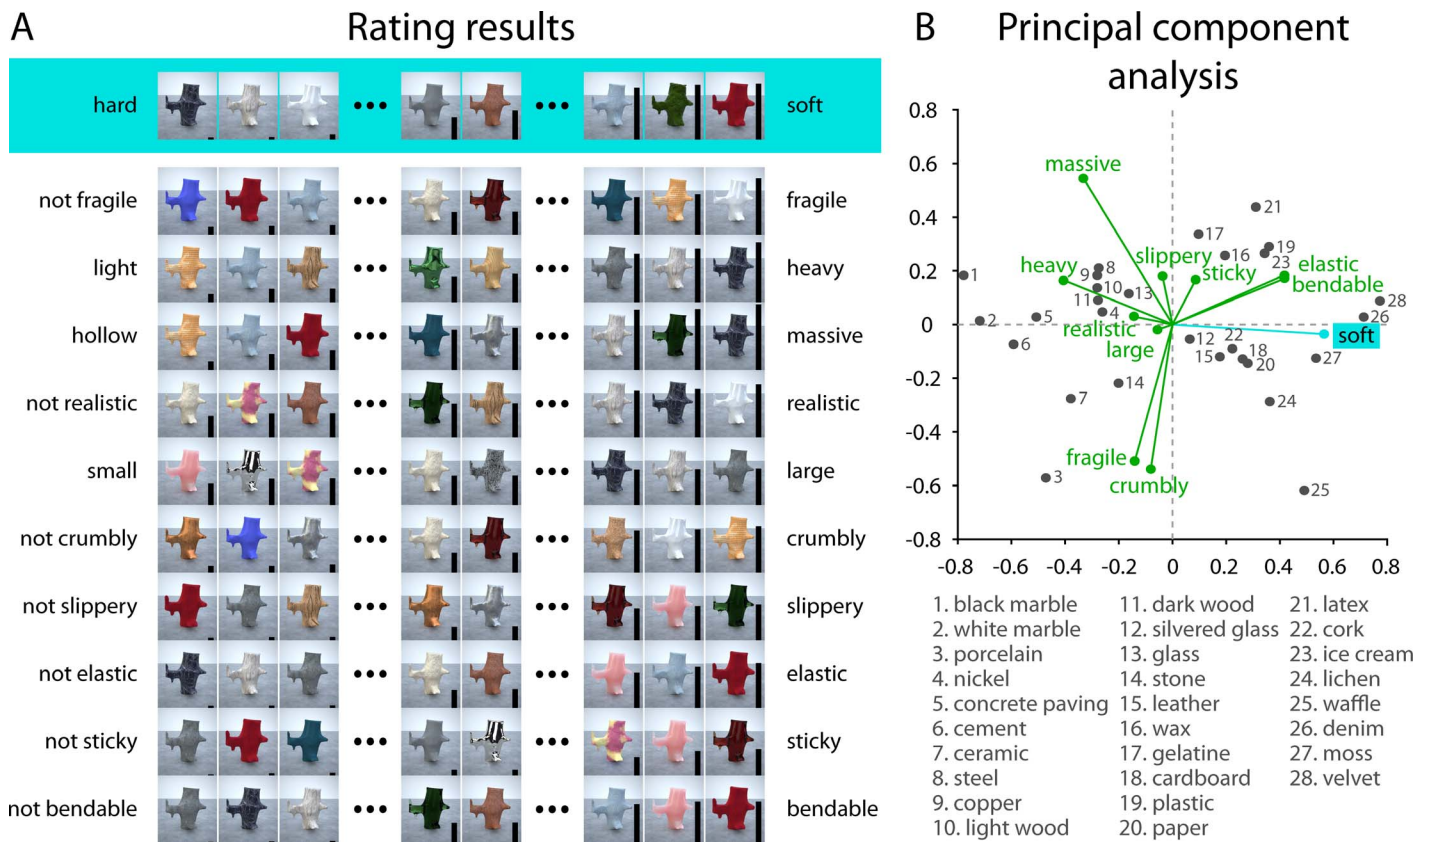 A
Rating results
hard ••• ••• soft
not fragile ••• ••• fragile
light ••• ••• heavy
hollow ••• ••• massive
not realistic ••• ••• realistic
small ••• ••• large
not crumbly ••• ••• crumbly
not slippery ••• ••• slippery
not elastic ••• ••• elastic
not sticky ••• ••• sticky
not bendable ••• ••• bendable
B
Principal component
analysis
0.8
0.6
0.4
0.2
0
-0.2
-0.4
-0.6
-0.8
-0.8 -0.6 -0.4 -0.2 0 0.2 0.4 0.6 0.8
massive
21
17
slippery
16
19
23
heavy
9
8
sticky
elastic
bendable
1
10
13
11
28
2
5
4
26
realistic
large
12
22
soft
6
15
18
20
27
14
7
24
fragile
3
crumbly
25
1. black marble
2. white marble
3. porcelain
4. nickel
5. concrete paving
6. cement
7. ceramic
8. steel
9. copper
10. light wood
11. dark wood
12. silvered glass
13. glass
14. stone
15. leather
16. wax
17. gelatine
18. cardboard
19. plastic
20. paper
21. latex
22. cork
23. ice cream
24. lichen
25. waffle
26. denim
27. moss
28. velvet